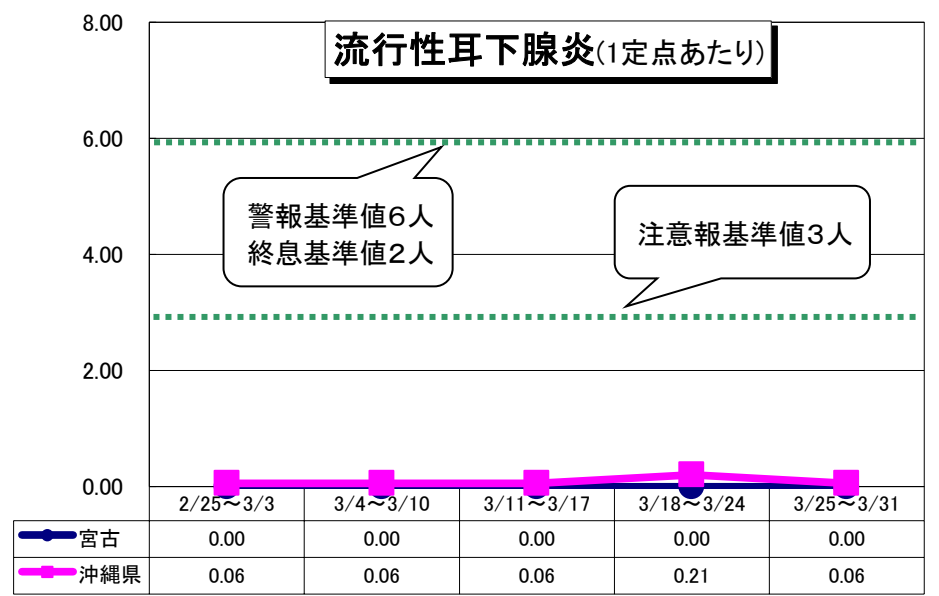 流行性耳下腺炎(1定点あたり)
8.00
6.00
警報基準値6人
終息基準値2人
注意報基準値3人
4.00
2.00
0.00
2/25～3/3 3/4～3/10 3/11～3/17 3/18～3/24 3/25～3/31
宮古 0.00 0.00 0.00 0.00 0.00
沖縄県 0.06 0.06 0.06 0.21 0.06